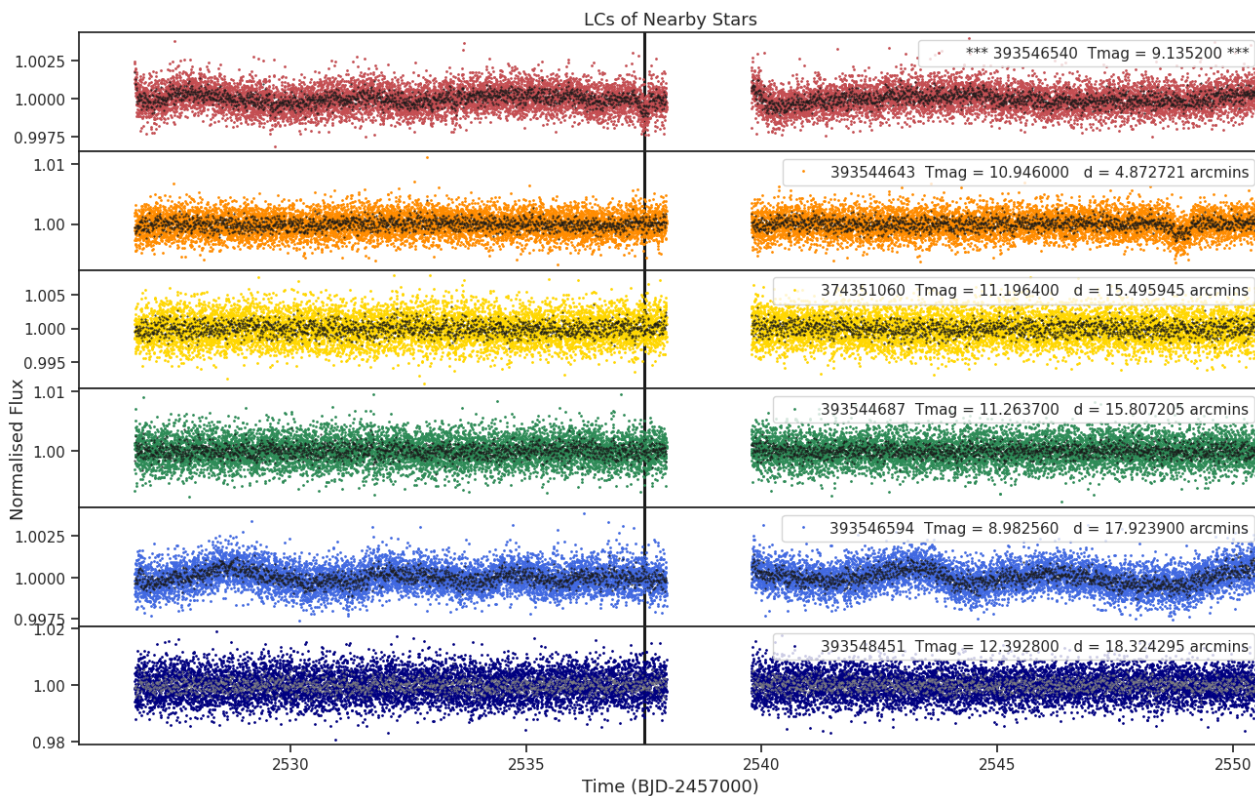 LCs of Nearby Stars
1.0025
1.0000
0.9975
*** 393546540 Tmag = 9.135200 ***
1.01
1.00
393544643 Tmag = 10.946000 d = 4.872721 arcmins
1.005
1.000
0.995
374351060 Tmag = 11.196400 d = 15.495945 arcmins
1.01
1.00
393544687 Tmag = 11.263700 d = 15.807205 arcmins
1.0025
1.0000
0.9975
393546594 Tmag = 8.982560 d = 17.923900 arcmins
1.02
1.00
0.98
393548451 Tmag = 12.392800 d = 18.324295 arcmins
Normalised Flux
2530 2535 2540 2545 2550
Time (BJD-2457000)